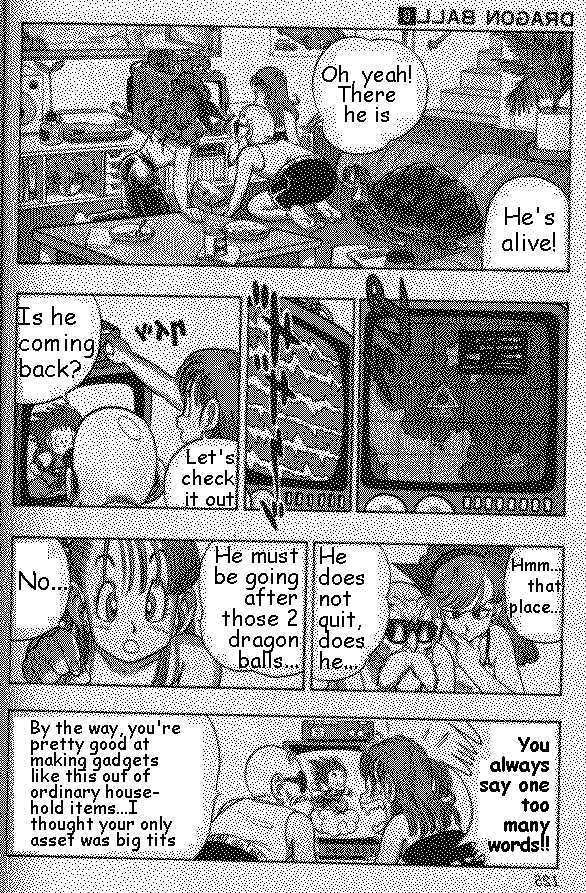 DRAGON BALL
Oh, yeah!
There
he is
He's
alive!
Is he
coming
back?
Let's
check
it out
No...
He must
be going
after
those 2
dragon
balls...
He
does
not
quit,
does
he...
Hmm...
that
place...
By the way, you're
pretty good at
making gadgets
like this out of
ordinary house-
hold items...I
thought your only
asset was big tits
You
always
say one
too
many
words!!